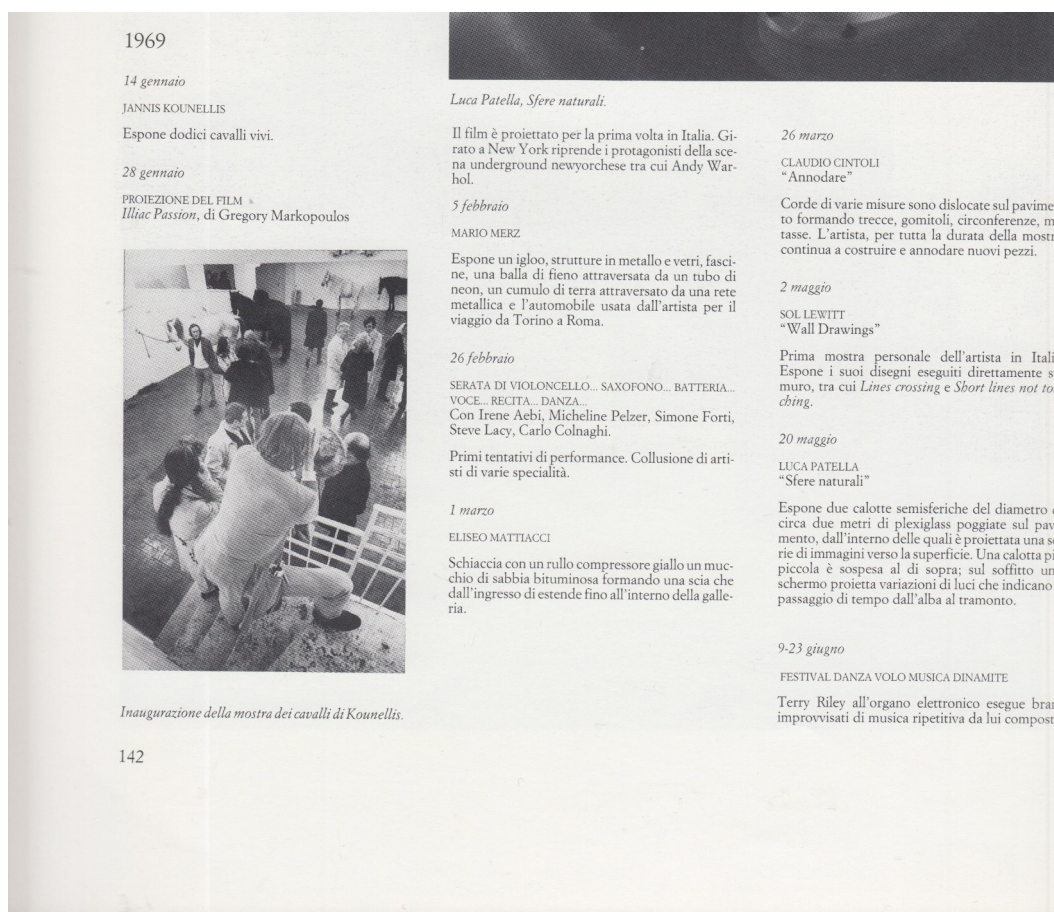 1969
14 gennaio
JANNIS KOUNELLIS
Espone dodici cavalli vivi.
28 gennaio
PROIEZIONE DEL FILM
Illiac Passion, di Gregory Markopoulos
Inaugurazione della mostra dei cavalli di Kounellis.
142
Luca Patella, Sfere naturali.
Il film è proiettato per la prima volta in Italia. Gi-
rato a New York riprende i protagonisti della sce-
na underground newyorchese tra cui Andy War-
hol.
5 febbraio
MARIO MERZ
Espone un igloo, strutture in metallo e vetri, fasci-
ne, una balla di fieno attraversata da un tubo di
neon, un cumulo di terra attraversato da una rete
metallica e l'automobile usata dall'artista per il
viaggio da Torino a Roma.
26 febbraio
SERATA DI VIOLONCELLO... SAXOFONO... BATTERIA...
VOCE... RECITA... DANZA...
Con Irene Aebi, Micheline Pelzer, Simone Forti,
Steve Lacy, Carlo Colnaghi.
Primi tentativi di performance. Collusione di arti-
sti di varie specialità.
1 marzo
ELISEO MATTIACCI
Schiaccia con un rullo compressore giallo un muc-
chio di sabbia bituminosa formando una scia che
dall'ingresso di estende fino all'interno della galle-
ria.
26 marzo
CLAUDIO CINTOLI
"Annodare"
Corde di varie misure sono dislocate sul pavime
to formando trecce, gomitoli, circonferenze, m
tasse. L'artista, per tutta la durata della mostr
continua a costruire e annodare nuovi pezzi.
2 maggio
SOL LEWITT
"Wall Drawings"
Prima mostra personale dell'artista in Itali
Espone i suoi disegni eseguiti direttamente s
muro, tra cui Lines crossing e Short lines not to
ching.
20 maggio
LUCA PATELLA
"Sfere naturali"
Espone due calotte semisferiche del diametro
circa due metri di plexiglass poggiate sul pav
mento, dall'interno delle quali è proiettata una s
rie di immagini verso la superficie. Una calotta pi
piccola è sospesa al di sopra; sul soffitto un
schermo proietta variazioni di luci che indicano
passaggio di tempo dall'alba al tramonto.
9-23 giugno
FESTIVAL DANZA VOLO MUSICA DINAMITE
Terry Riley all'organo elettronico esegue bra
improvvisati di musica ripetitiva da lui compost